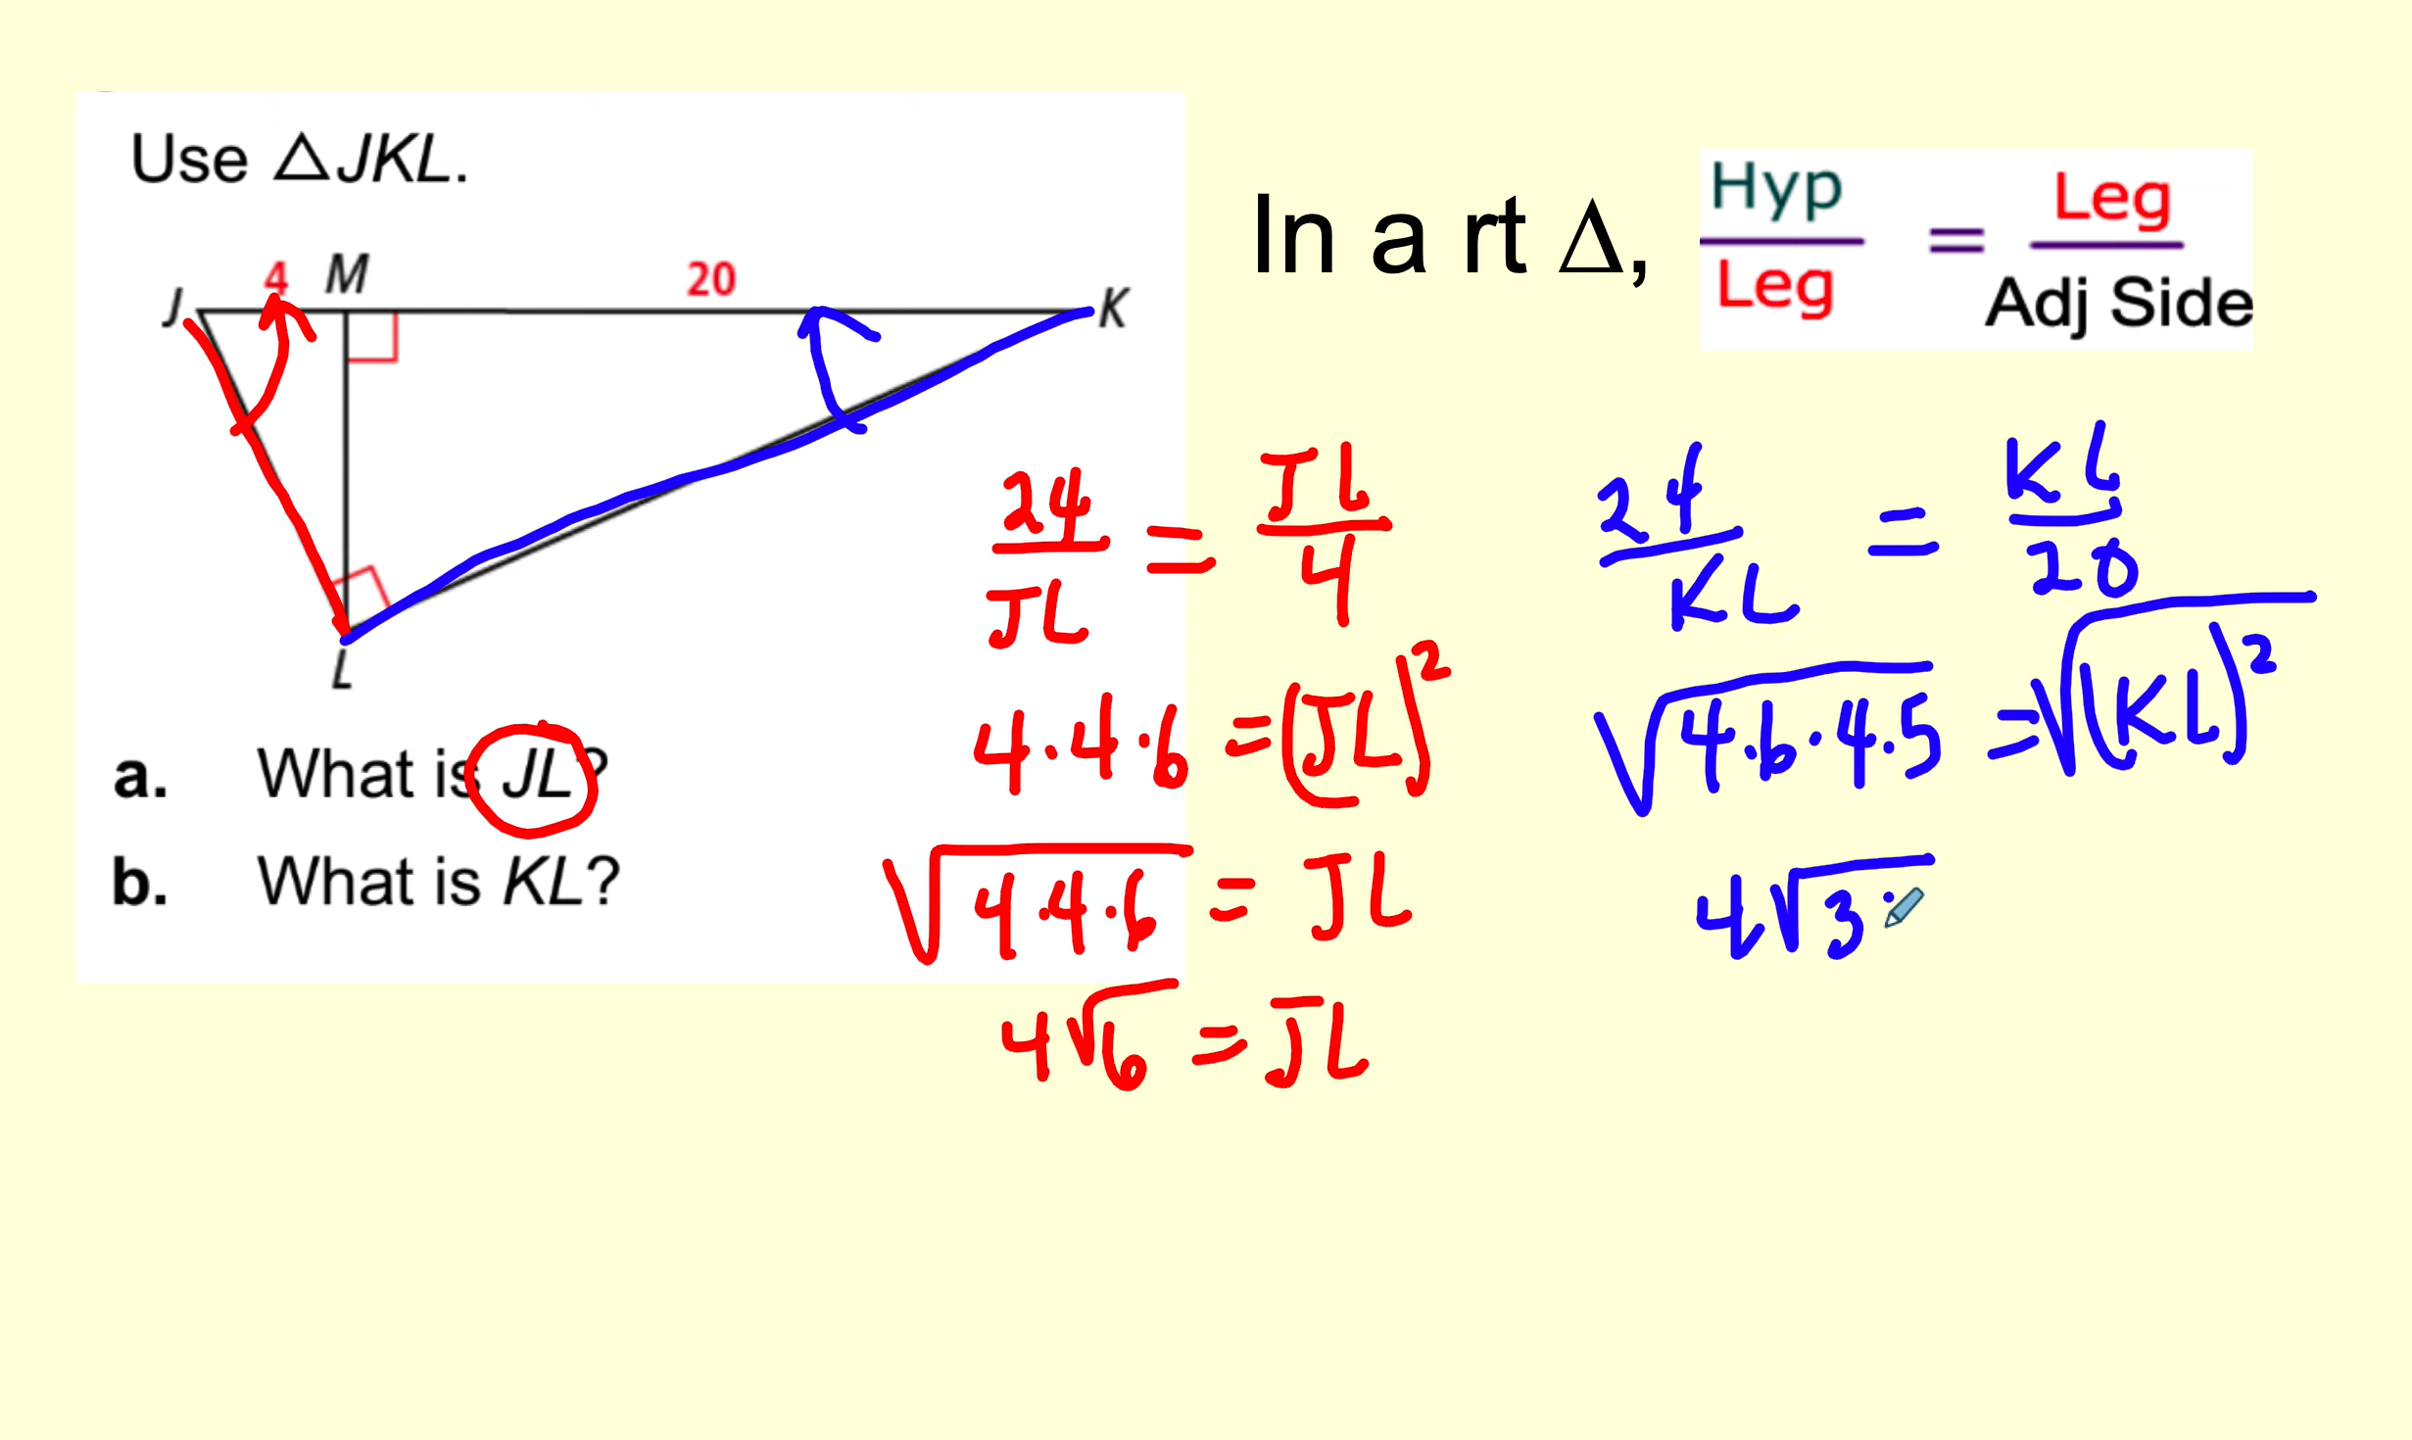 Use △JKL.
In a rt Δ,
Hyp
Leg
=
Leg
Adj Side
J 4 M 20 K
L
a. What is JL?
b. What is KL?
24
JL
=
JL
4
4·4·6 = (JL)²
√4·4·6 = JL
4√6 = JL
24
KL
=
KL
20
√4·6·4·5 = √(KL)²
4√3